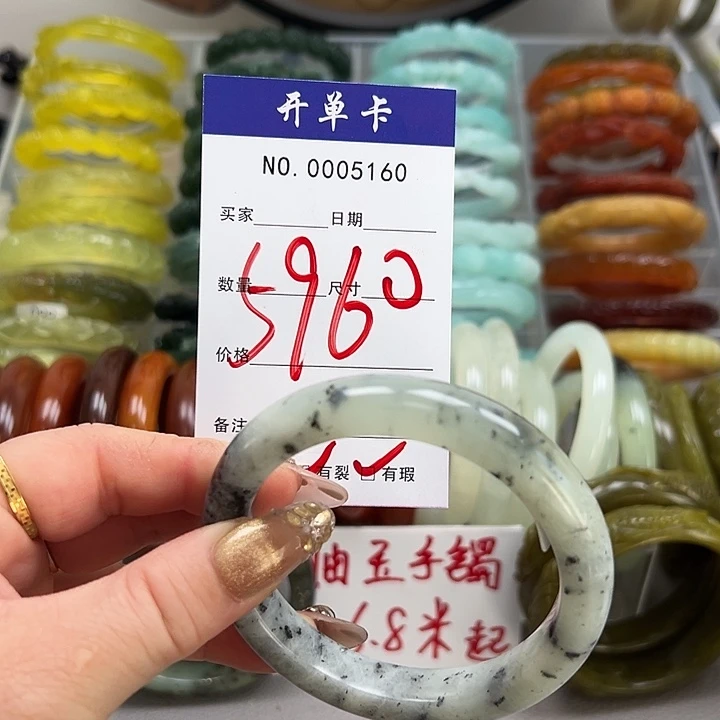 开单卡
NO. 0005160
买家 日期
数量 尺寸
5960
价格
备注
有裂 有瑕
岫玉手镯
.8米起